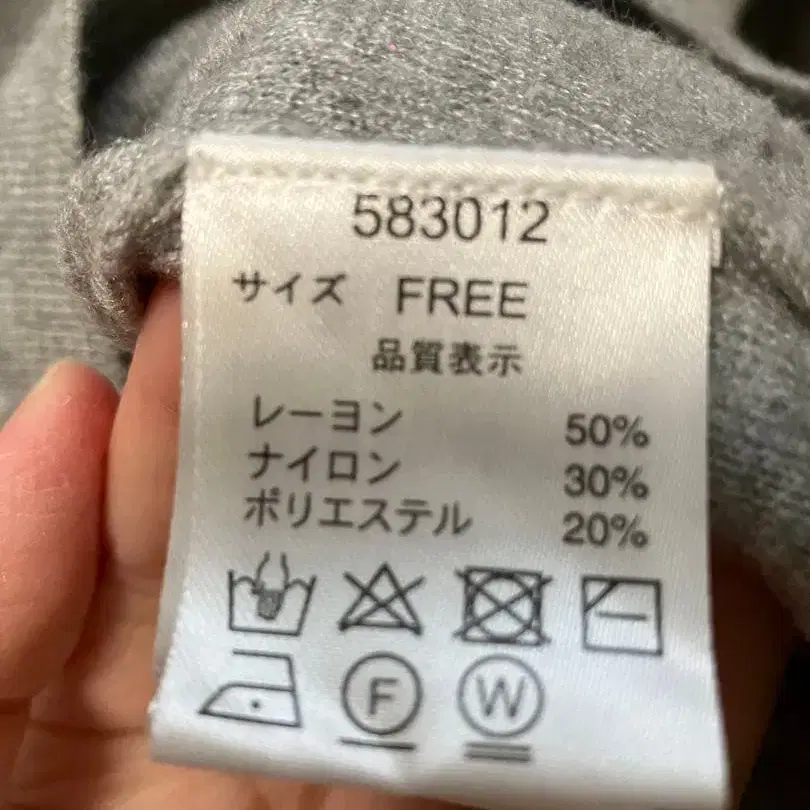 583012
サイズ FREE
品質表示
レーヨン 50%
ナイロン 30%
ポリエステル 20%
F W